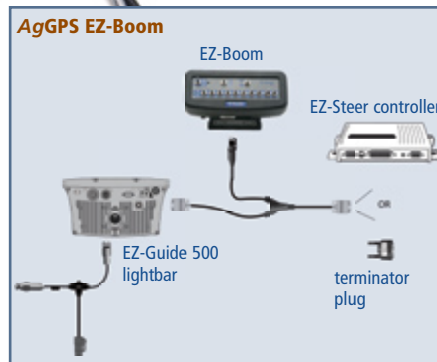 AgGPS EZ-Boom
EZ-Boom
EZ-Steer controller
OR
EZ-Guide 500
lightbar
terminator
plug